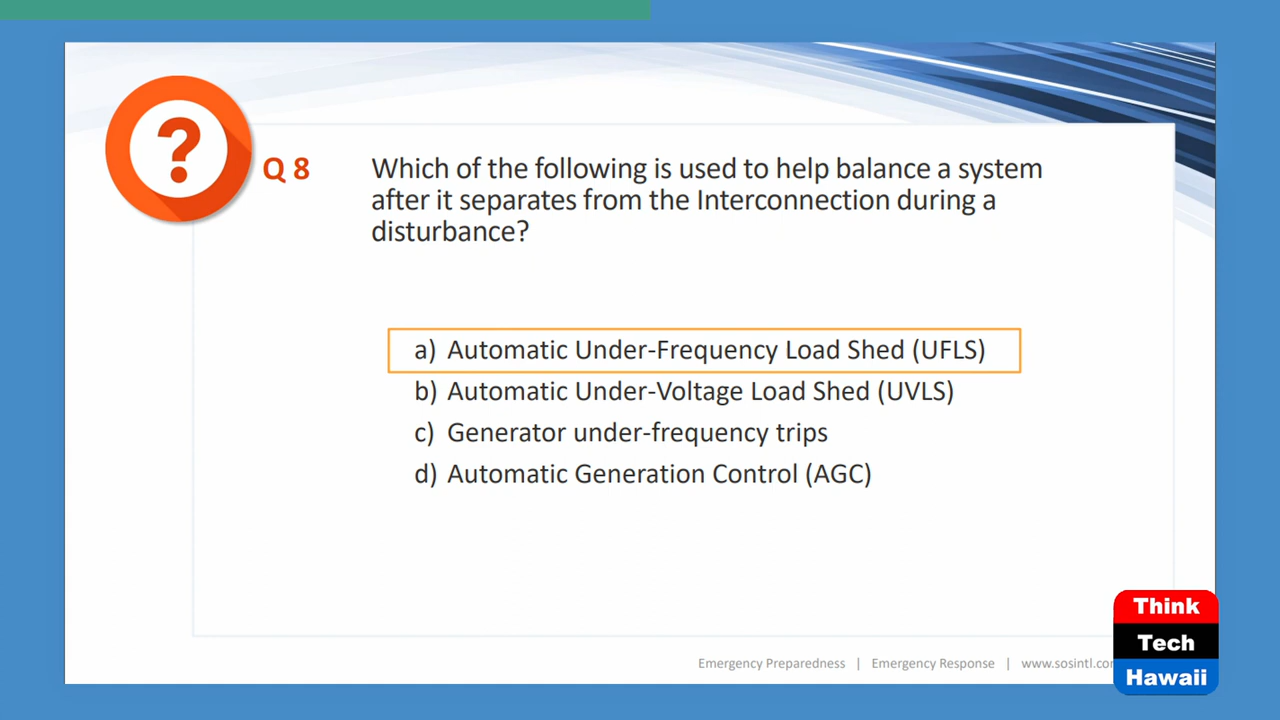 ?
Q 8
Which of the following is used to help balance a system
after it separates from the Interconnection during a
disturbance?
a) Automatic Under-Frequency Load Shed (UFLS)
b) Automatic Under-Voltage Load Shed (UVLS)
c) Generator under-frequency trips
d) Automatic Generation Control (AGC)
Emergency Preparedness | Emergency Response | www.sosintl.co
Think
Tech
Hawaii